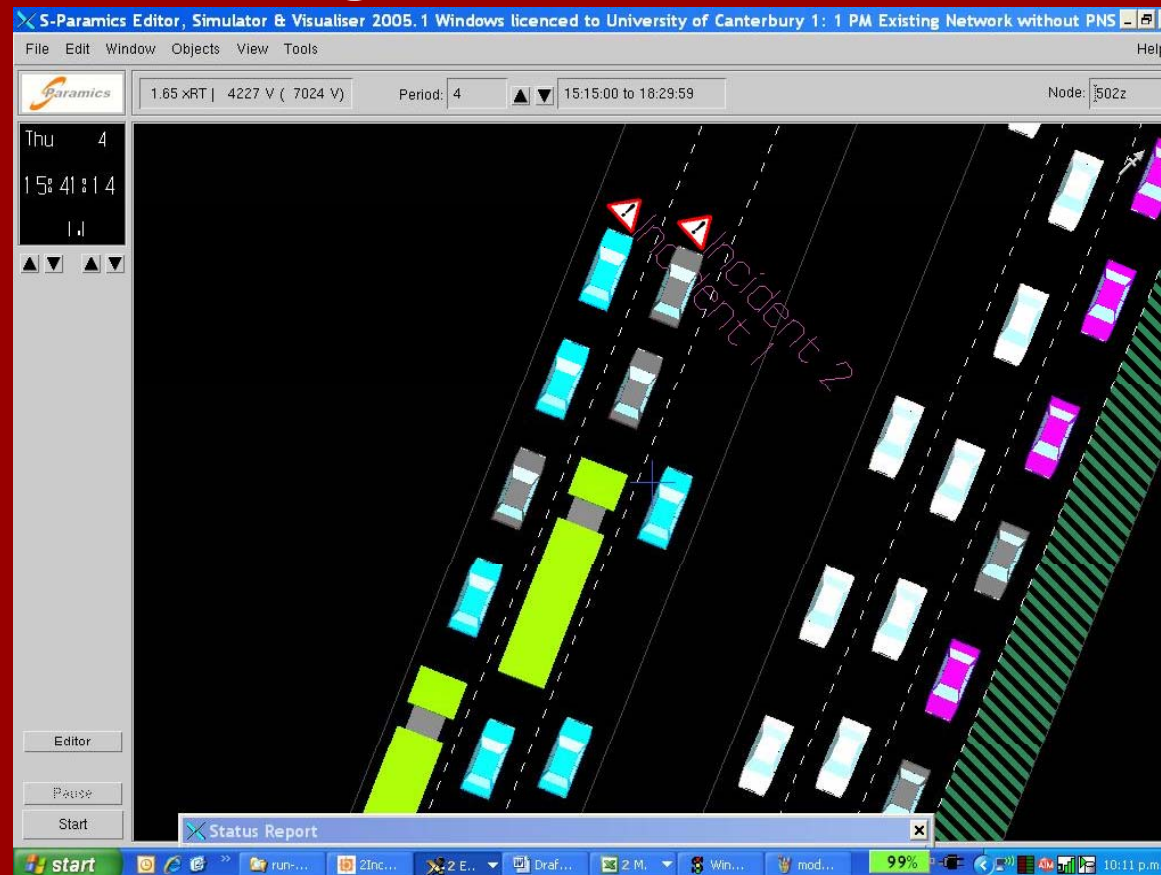 S-Paramics Editor, Simulator & Visualiser 2005.1 Windows licenced to University of Canterbury 1: 1 PM Existing Network without PNS
File Edit Window Objects View Tools Help
Paramics 1.65 xRT | 4227 V ( 7024 V) Period: 4 15:15:00 to 18:29:59 Node: 502z
Thu 4
15:41:14
Incident 1
Incident 2
Editor
Pause
Start
Status Report
start run-... 2Inc... 2 E.. Draf... 2 M. Win... mod... 99% 10:11 p.m